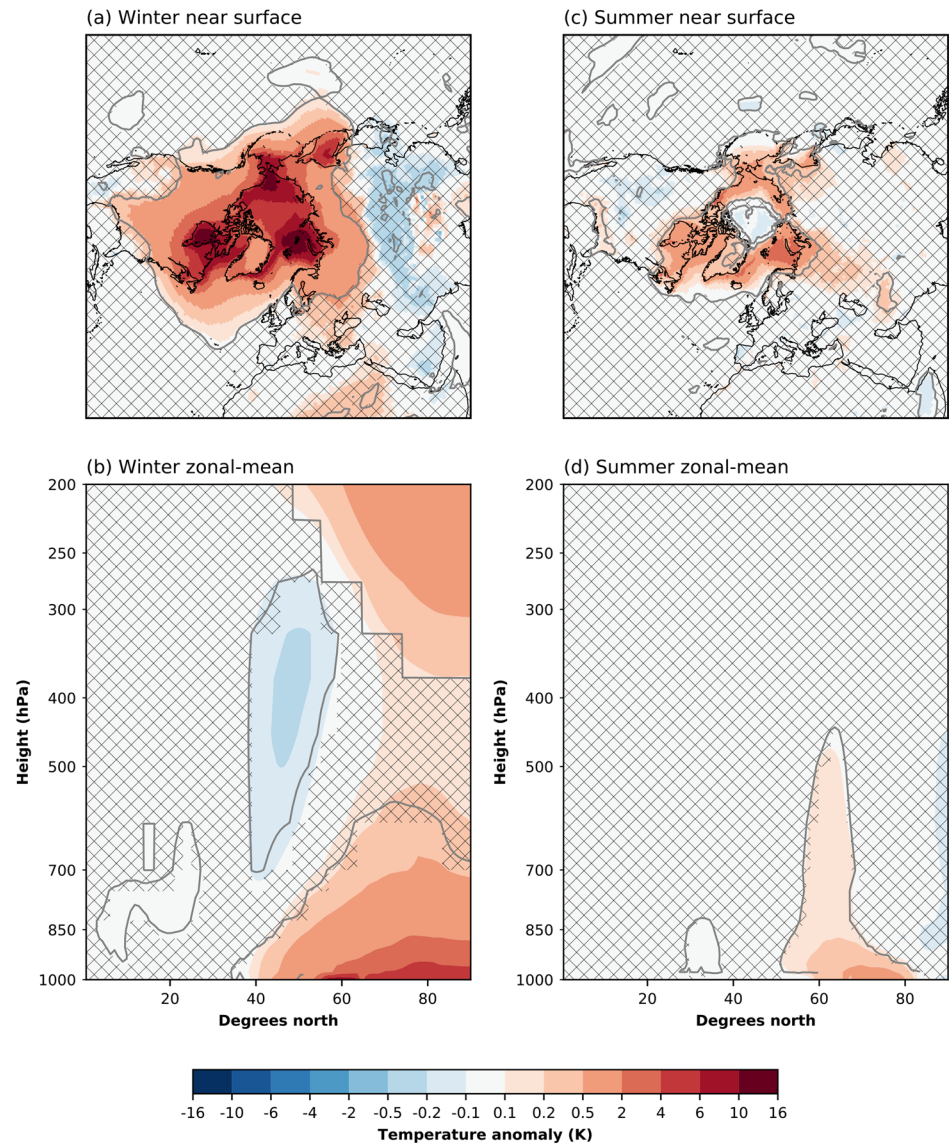 (a) Winter near surface
(c) Summer near surface
(b) Winter zonal-mean
(d) Summer zonal-mean
200
250
300
400
500
700
850
1000
Height (hPa)
20 40 60 80
Degrees north
200
250
300
400
500
700
850
1000
Height (hPa)
20 40 60 80
Degrees north
-16 -10 -6 -4 -2 -0.5 -0.2 -0.1 0.1 0.2 0.5 2 4 6 10 16
Temperature anomaly (K)